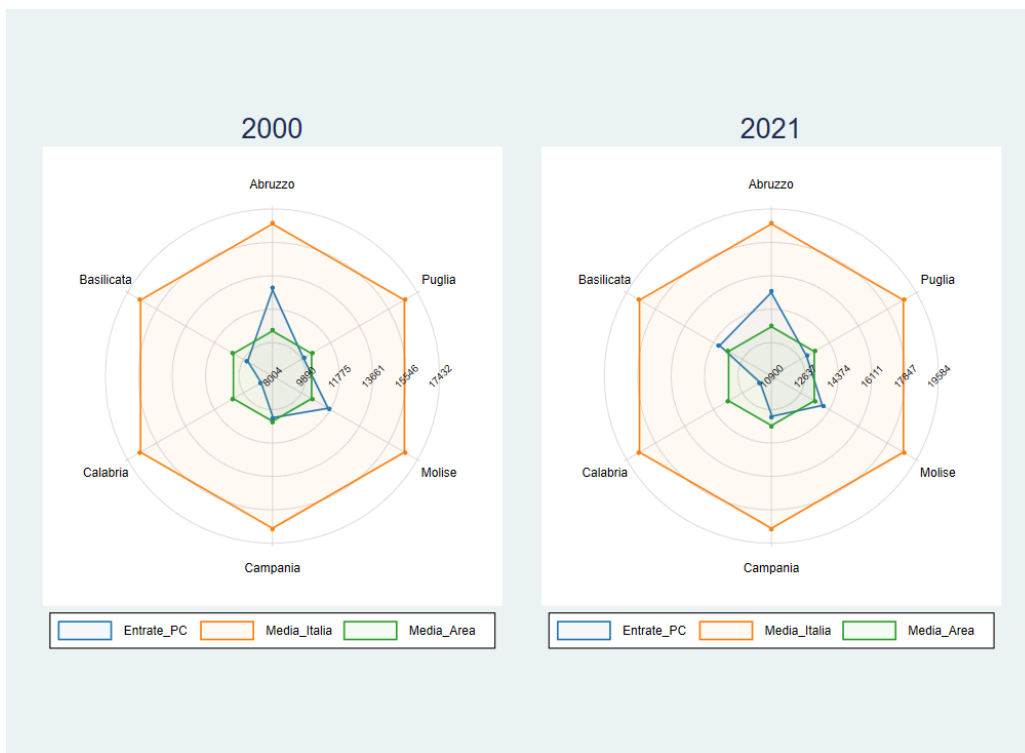 2000
2021
Abruzzo
Abruzzo
Basilicata
Puglia
Basilicata
Puglia
8004
9890
11775
13661
15546
17432
10900
12637
14374
16111
17847
19584
Calabria
Molise
Calabria
Molise
Campania
Campania
Entrate_PC Media_Italia Media_Area
Entrate_PC Media_Italia Media_Area